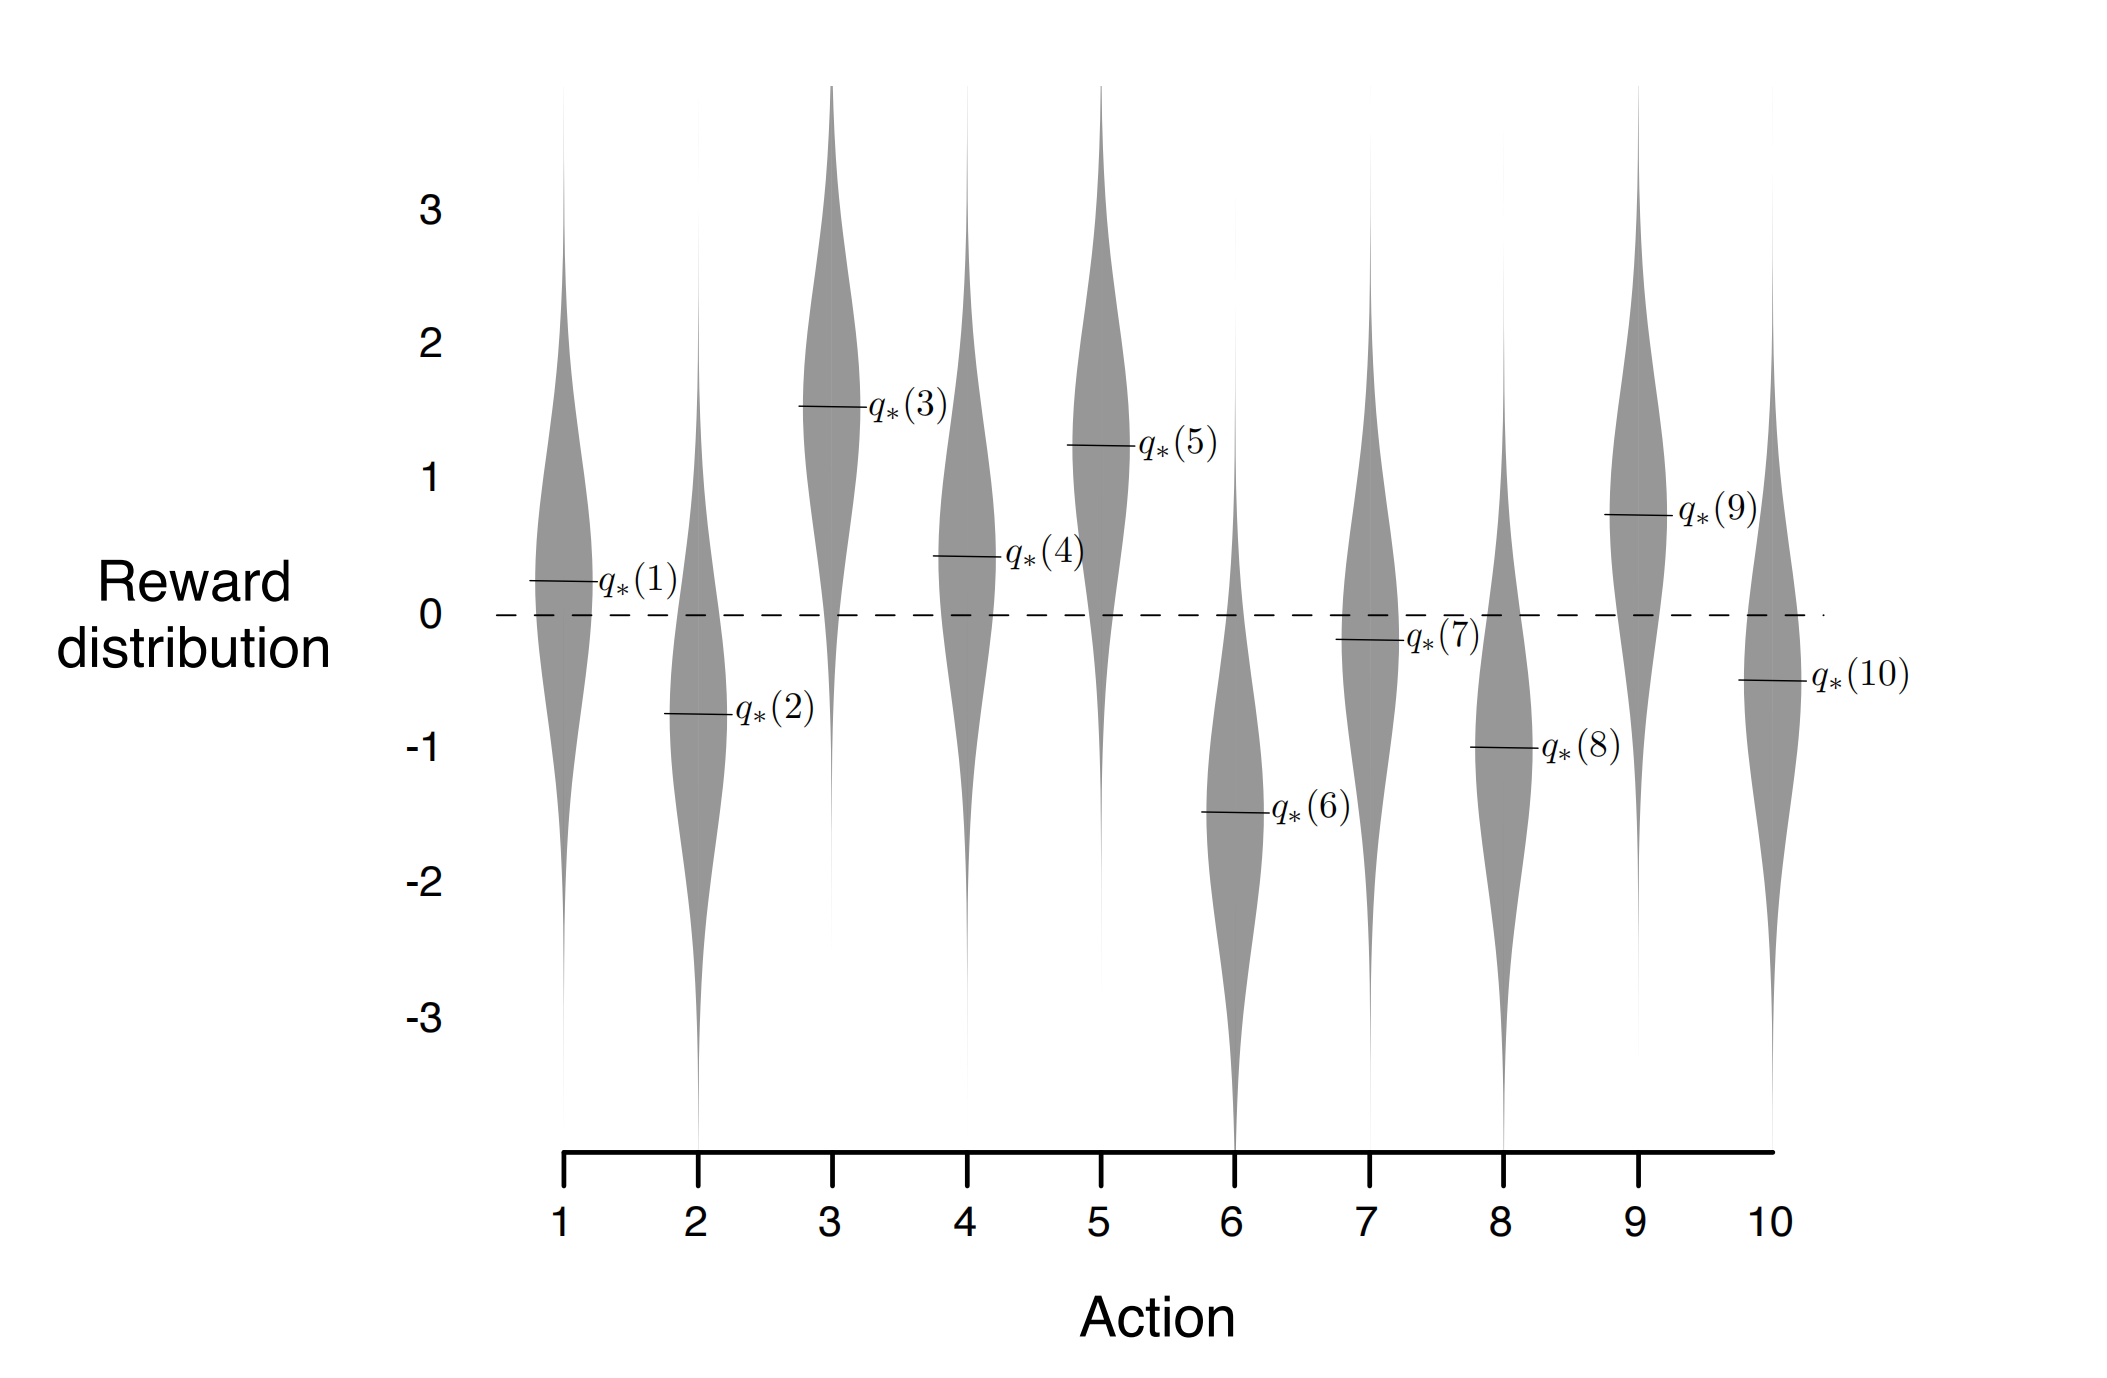 3
2
1
0
-1
-2
-3
Reward
distribution
q∗(1)
q∗(2)
q∗(3)
q∗(4)
q∗(5)
q∗(6)
q∗(7)
q∗(8)
q∗(9)
q∗(10)
1 2 3 4 5 6 7 8 9 10
Action